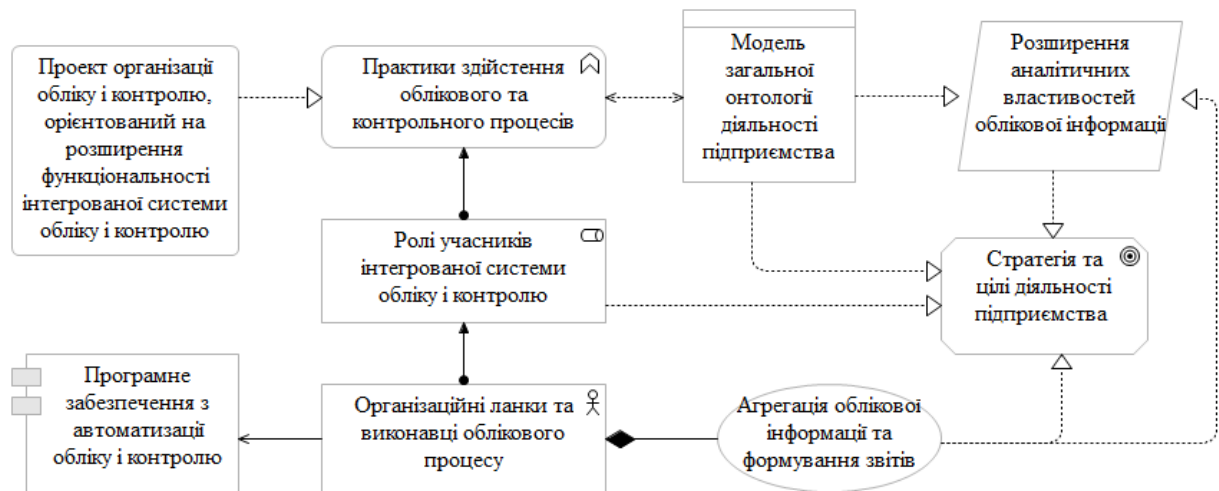 Проект організації
обліку і контролю,
орієнтований на
розширення
функціональності
інтегрованої системи
обліку і контролю
Практики здійстення
облікового та
контрольного процесів
Модель
загальної
онтології
діяльності
підприємства
Розширення
аналітичних
властивостей
облікової інформації
Ролі учасників
інтегрованої системи
обліку і контролю
Стратегія та
цілі діяльності
підприємства
Програмне
забезпечення з
автоматизації
обліку і контролю
Організаційні ланки та
виконавці облікового
процесу
Агрегація облікової
інформації та
формування звітів